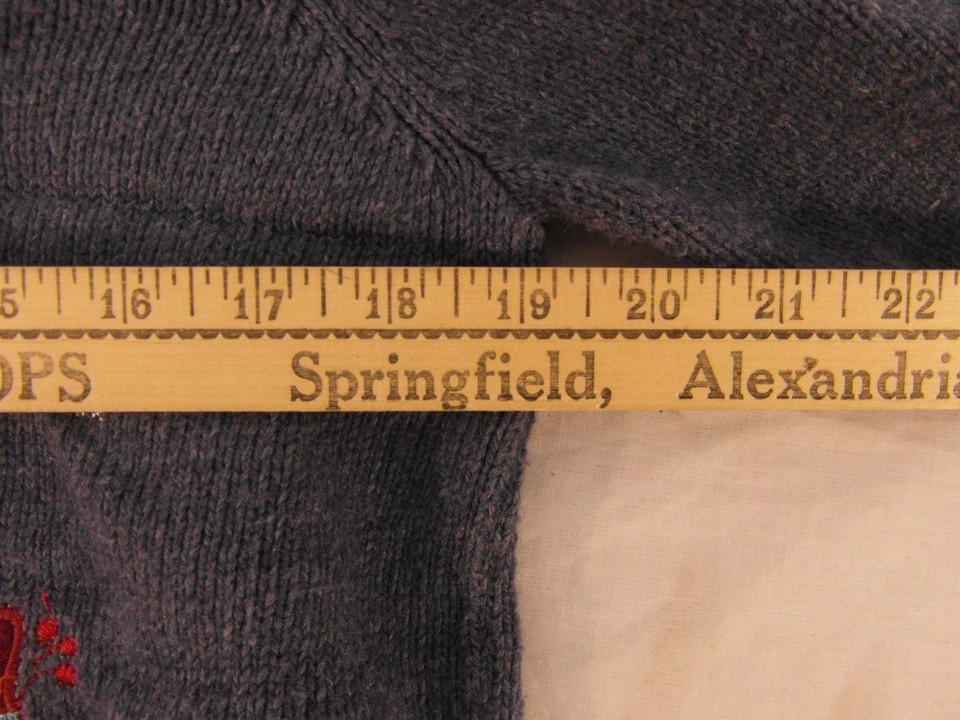 5 16 17 18 19 20 21 22
OPS Springfield, Alexandria